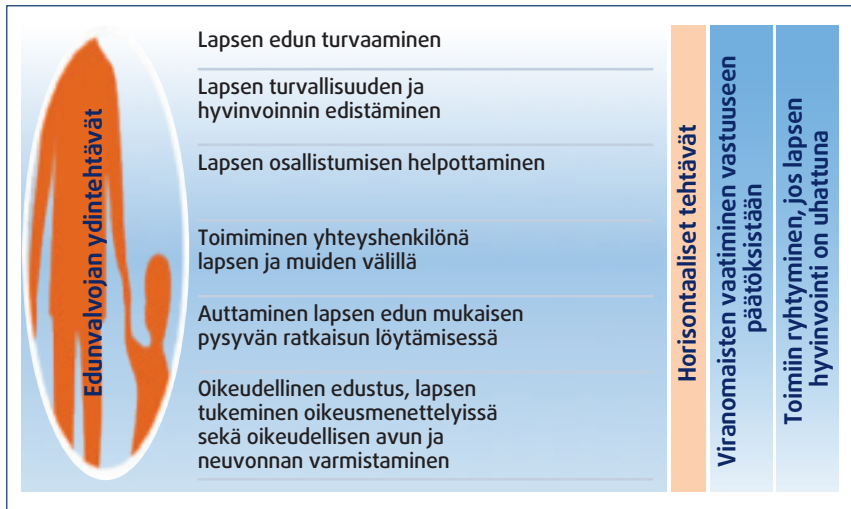 Edunvalvojan ydintehtävät
Lapsen edun turvaaminen
Lapsen turvallisuuden ja
hyvinvoinnin edistäminen
Lapsen osallistumisen helpottaminen
Toimiminen yhteyshenkilönä
lapsen ja muiden välillä
Auttaminen lapsen edun mukaisen
pysyvän ratkaisun löytämisessä
Oikeudellinen edustus, lapsen
tukeminen oikeusmenettelyissä
sekä oikeudellisen avun ja
neuvonnan varmistaminen
Horisontaaliset tehtävät
Viranomaisten vaatiminen vastuuseen
päätöksistään
Toimiin ryhtyminen, jos lapsen
hyvinvointi on uhattuna